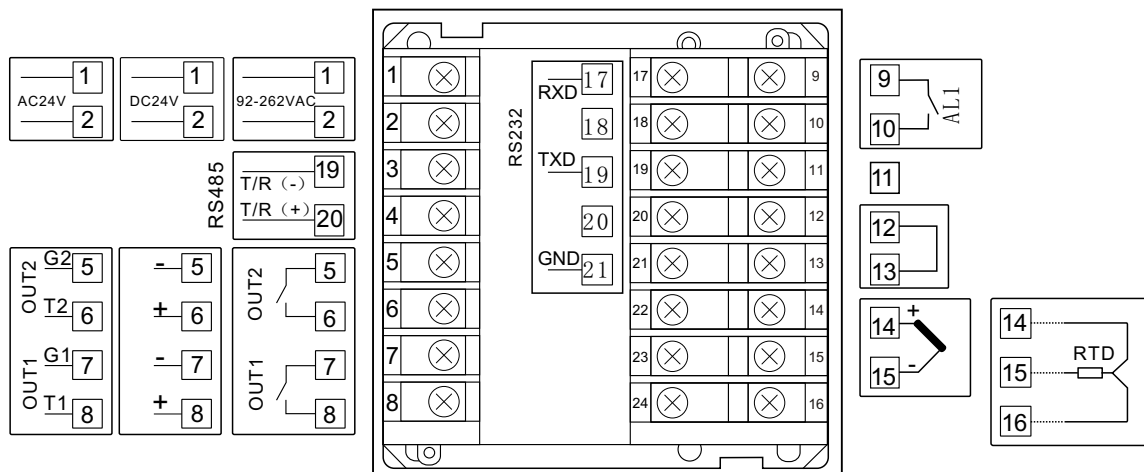 1
AC24V
2
1
DC24V
2
1
92-262VAC
2
RS485
T/R (-) 19
T/R (+) 20
OUT2
G2 5
T2 6
OUT1
G1 7
T1 8
- 5
+ 6
- 7
+ 8
OUT2
5
6
OUT1
7
8
1
2
3
4
5
6
7
8
RS232
RXD 17
18
TXD 19
20
GND 21
17 9
18 10
19 11
20 12
21 13
22 14
23 15
24 16
9
10
AL1
11
12
13
14 +
15 -
14
15 RTD
16